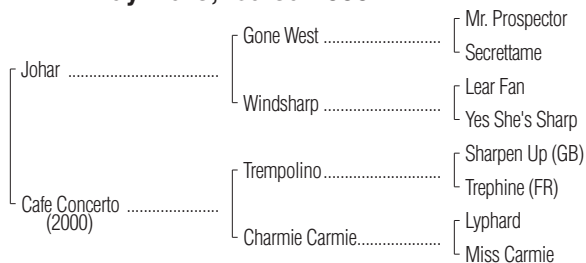 Mr. Prospector
Gone West
Secrettame
Johar
Lear Fan
Windsharp
Yes She's Sharp
Sharpen Up (GB)
Trempolino
Trephine (FR)
Cafe Concerto
(2000)
Lyphard
Charmie Carmie
Miss Carmie